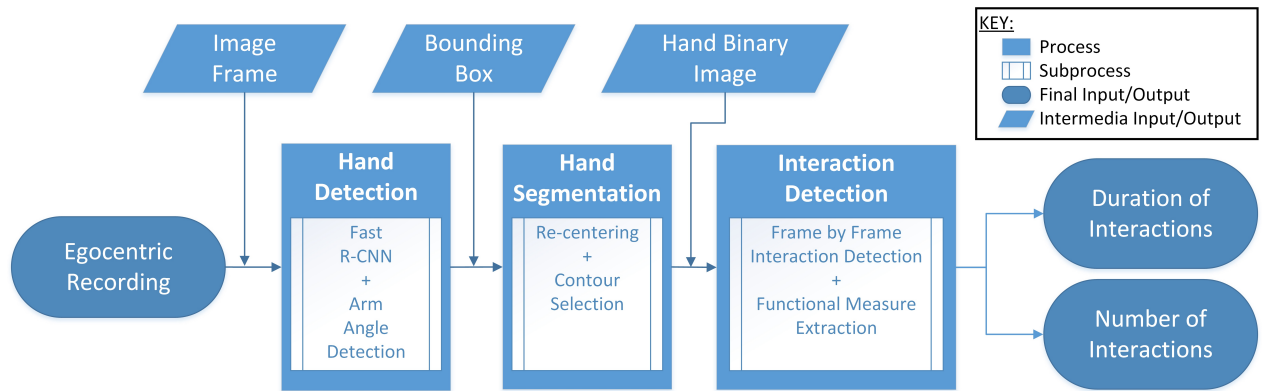 Image
Frame
Bounding
Box
Hand Binary
Image
KEY:
Process
Subprocess
Final Input/Output
Intermedia Input/Output
Egocentric
Recording
Hand
Detection
Fast
R-CNN
+
Arm
Angle
Detection
Hand
Segmentation
Re-centering
+
Contour
Selection
Interaction
Detection
Frame by Frame
Interaction Detection
+
Functional Measure
Extraction
Duration of
Interactions
Number of
Interactions